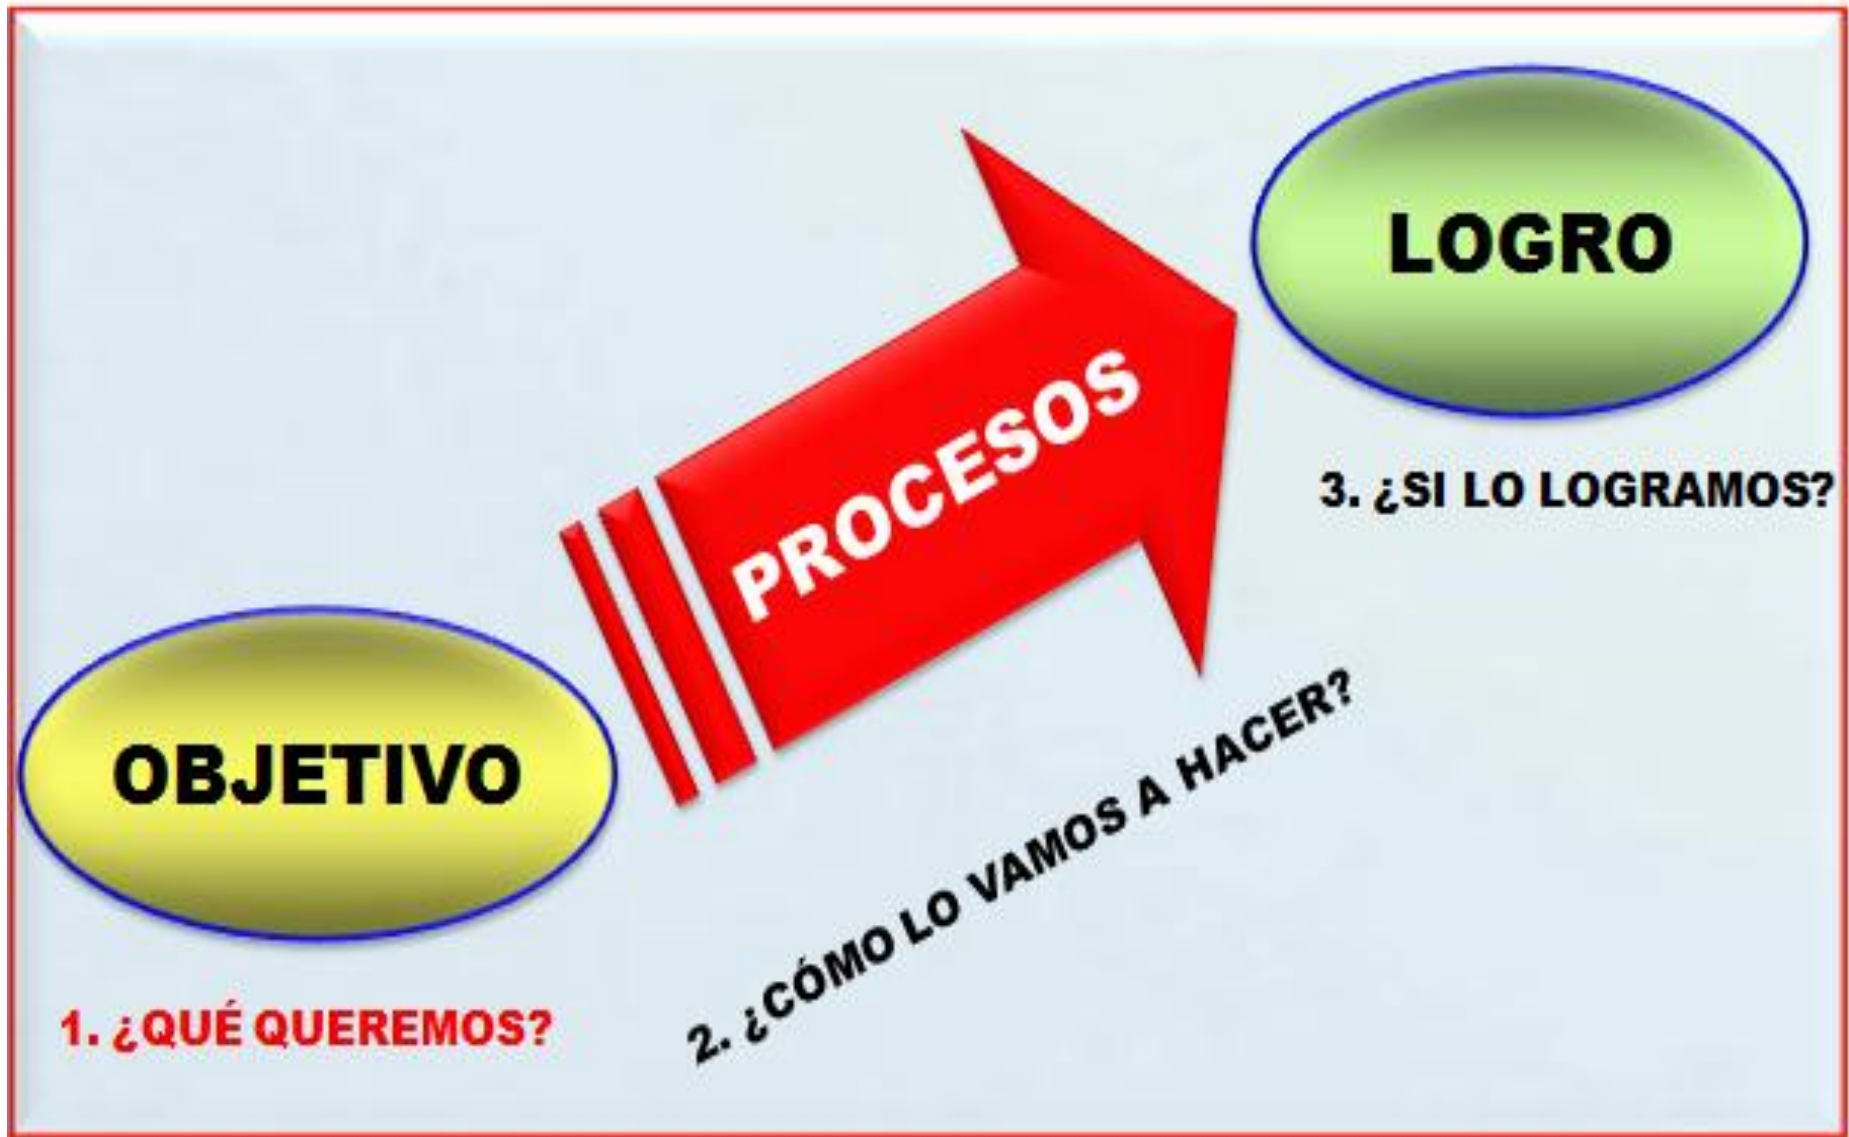 OBJETIVO
1. ¿QUÉ QUEREMOS?
PROCESOS
2. ¿CÓMO LO VAMOS A HACER?
LOGRO
3. ¿SI LO LOGRAMOS?